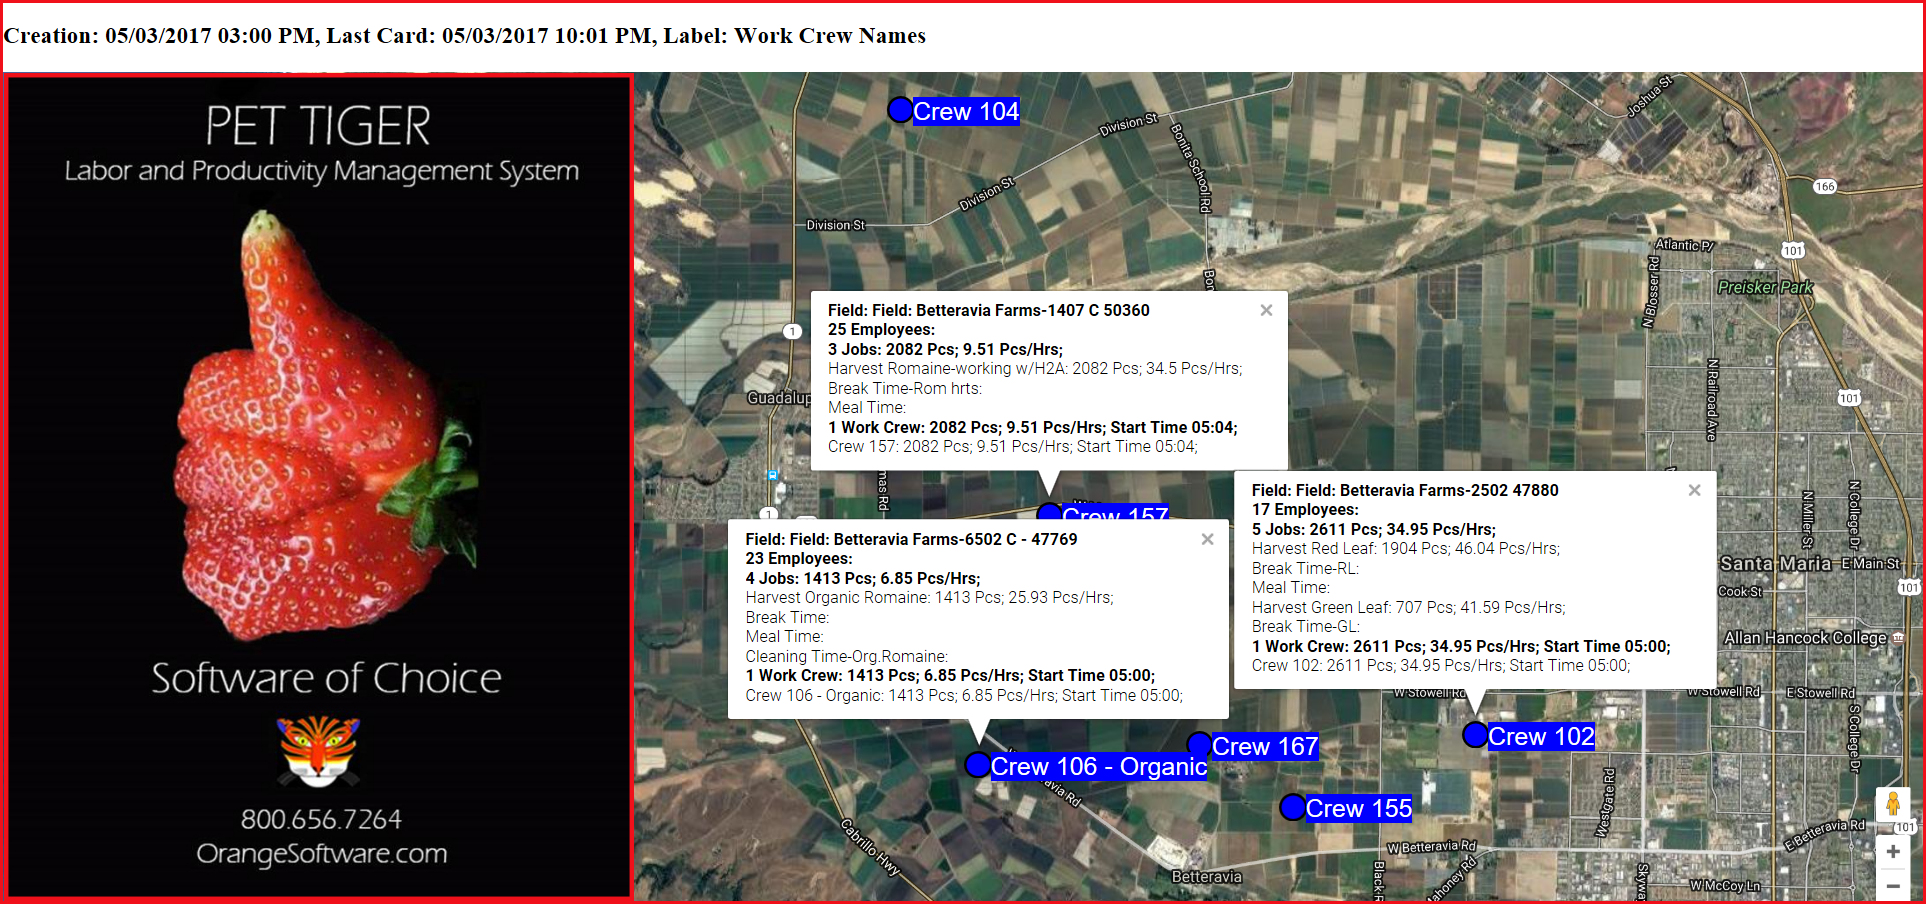 Creation: 05/03/2017 03:00 PM, Last Card: 05/03/2017 10:01 PM, Label: Work Crew Names
PET TIGER
Labor and Productivity Management System
Software of Choice
800.656.7264
OrangeSoftware.com
Crew 104
Division St
Division St
Division St
Bonita School Rd
Joshua St
166
101
Atlantic Pl
Preisker Park
N Blosser Rd
1
Guadalup
Bon
Field: Field: Betteravia Farms-1407 C 50360
25 Employees:
3 Jobs: 2082 Pcs; 9.51 Pcs/Hrs;
Harvest Romaine-working w/H2A: 2082 Pcs; 34.5 Pcs/Hrs;
Break Time-Rom hrts:
Meal Time:
1 Work Crew: 2082 Pcs; 9.51 Pcs/Hrs; Start Time 05:04;
Crew 157: 2082 Pcs; 9.51 Pcs/Hrs; Start Time 05:04;
N Railroad Ave
101
mas Rd
1
Crew 157
Field: Field: Betteravia Farms-6502 C - 47769
23 Employees:
4 Jobs: 1413 Pcs; 6.85 Pcs/Hrs;
Harvest Organic Romaine: 1413 Pcs; 25.93 Pcs/Hrs;
Break Time:
Meal Time:
Cleaning Time-Org.Romaine:
1 Work Crew: 1413 Pcs; 6.85 Pcs/Hrs; Start Time 05:00;
Crew 106 - Organic: 1413 Pcs; 6.85 Pcs/Hrs; Start Time 05:00;
Field: Field: Betteravia Farms-2502 47880
17 Employees:
5 Jobs: 2611 Pcs; 34.95 Pcs/Hrs;
Harvest Red Leaf: 1904 Pcs; 46.04 Pcs/Hrs;
Break Time-RL:
Meal Time:
Harvest Green Leaf: 707 Pcs; 41.59 Pcs/Hrs;
Break Time-GL:
1 Work Crew: 2611 Pcs; 34.95 Pcs/Hrs; Start Time 05:00;
Crew 102: 2611 Pcs; 34.95 Pcs/Hrs; Start Time 05:00;
N Miller St
N College Dr
Santa Maria
E Main St
Cook St
101
Allan Hancock College
W Stowell Rd
W Stowell Rd
E Stowell Rd
S College Dr
Crew 106 - Organic
Crew 167
Crew 102
Crew 155
avia Rd
Cabrillo Hwy
Westgate Rd
W Betteravia Rd
E Betteravia Rd
101
Betteravia
Black R
Mahoney Rd
Skyway
W McCoy Ln